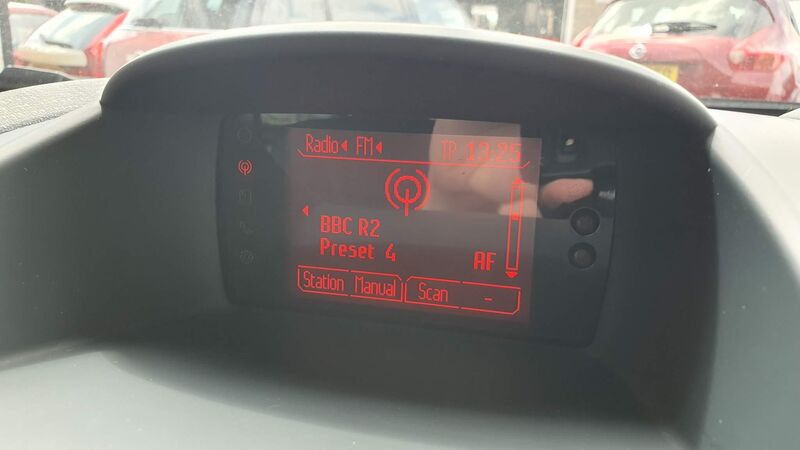 Radio FM TP 13:25
BBC R2
Preset 4 AF
Station Manual Scan -